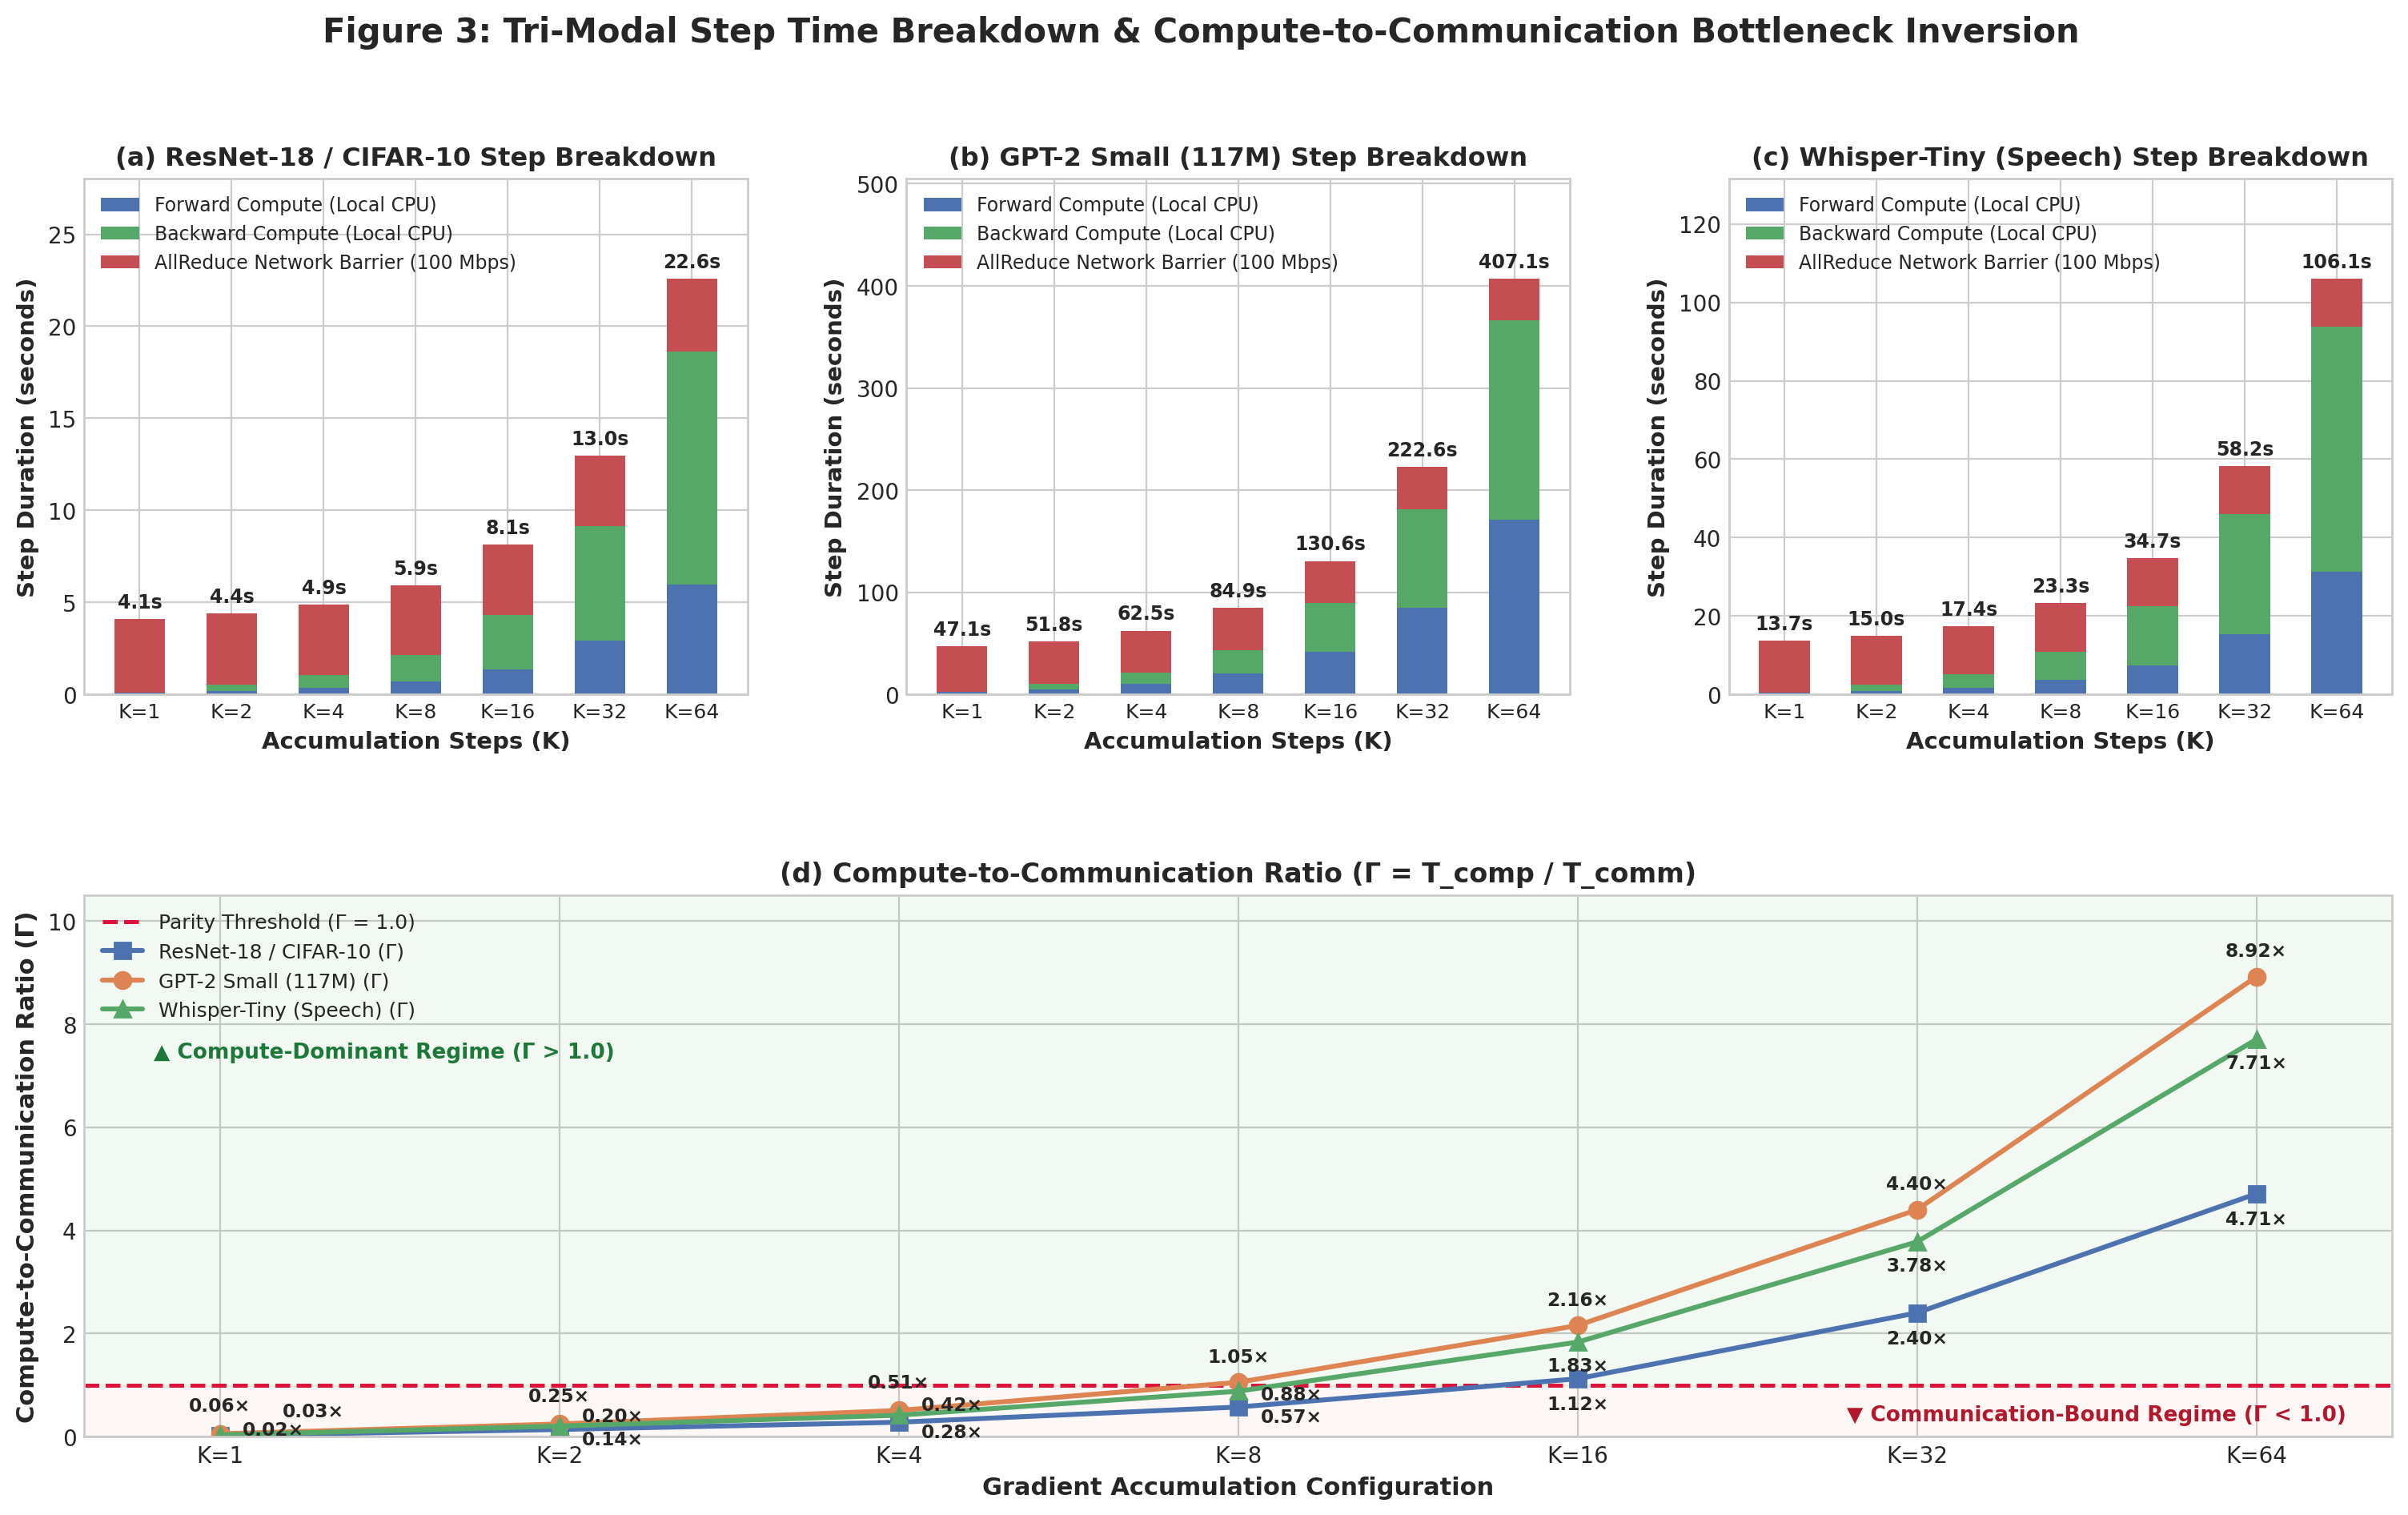 Figure 3: Tri-Modal Step Time Breakdown & Compute-to-Communication Bottleneck Inversion
(a) ResNet-18 / CIFAR-10 Step Breakdown
Step Duration (seconds)
25
20
15
10
5
0
Forward Compute (Local CPU)
Backward Compute (Local CPU)
AllReduce Network Barrier (100 Mbps)
4.1s
4.4s
4.9s
5.9s
8.1s
13.0s
22.6s
K=1
K=2
K=4
K=8
K=16
K=32
K=64
Accumulation Steps (K)
(b) GPT-2 Small (117M) Step Breakdown
Step Duration (seconds)
500
400
300
200
100
0
Forward Compute (Local CPU)
Backward Compute (Local CPU)
AllReduce Network Barrier (100 Mbps)
47.1s
51.8s
62.5s
84.9s
130.6s
222.6s
407.1s
K=1
K=2
K=4
K=8
K=16
K=32
K=64
Accumulation Steps (K)
(c) Whisper-Tiny (Speech) Step Breakdown
Step Duration (seconds)
120
100
80
60
40
20
0
Forward Compute (Local CPU)
Backward Compute (Local CPU)
AllReduce Network Barrier (100 Mbps)
13.7s
15.0s
17.4s
23.3s
34.7s
58.2s
106.1s
K=1
K=2
K=4
K=8
K=16
K=32
K=64
Accumulation Steps (K)
(d) Compute-to-Communication Ratio (Γ = T_comp / T_comm)
Compute-to-Communication Ratio (Γ)
10
8
6
4
2
0
Parity Threshold (Γ = 1.0)
ResNet-18 / CIFAR-10 (Γ)
GPT-2 Small (117M) (Γ)
Whisper-Tiny (Speech) (Γ)
▲ Compute-Dominant Regime (Γ > 1.0)
0.06×
0.03×
0.02×
0.25×
0.20×
0.14×
0.51×
0.42×
0.28×
1.05×
0.88×
0.57×
2.16×
1.83×
1.12×
4.40×
3.78×
2.40×
8.92×
7.71×
4.71×
▼ Communication-Bound Regime (Γ < 1.0)
K=1
K=2
K=4
K=8
K=16
K=32
K=64
Gradient Accumulation Configuration